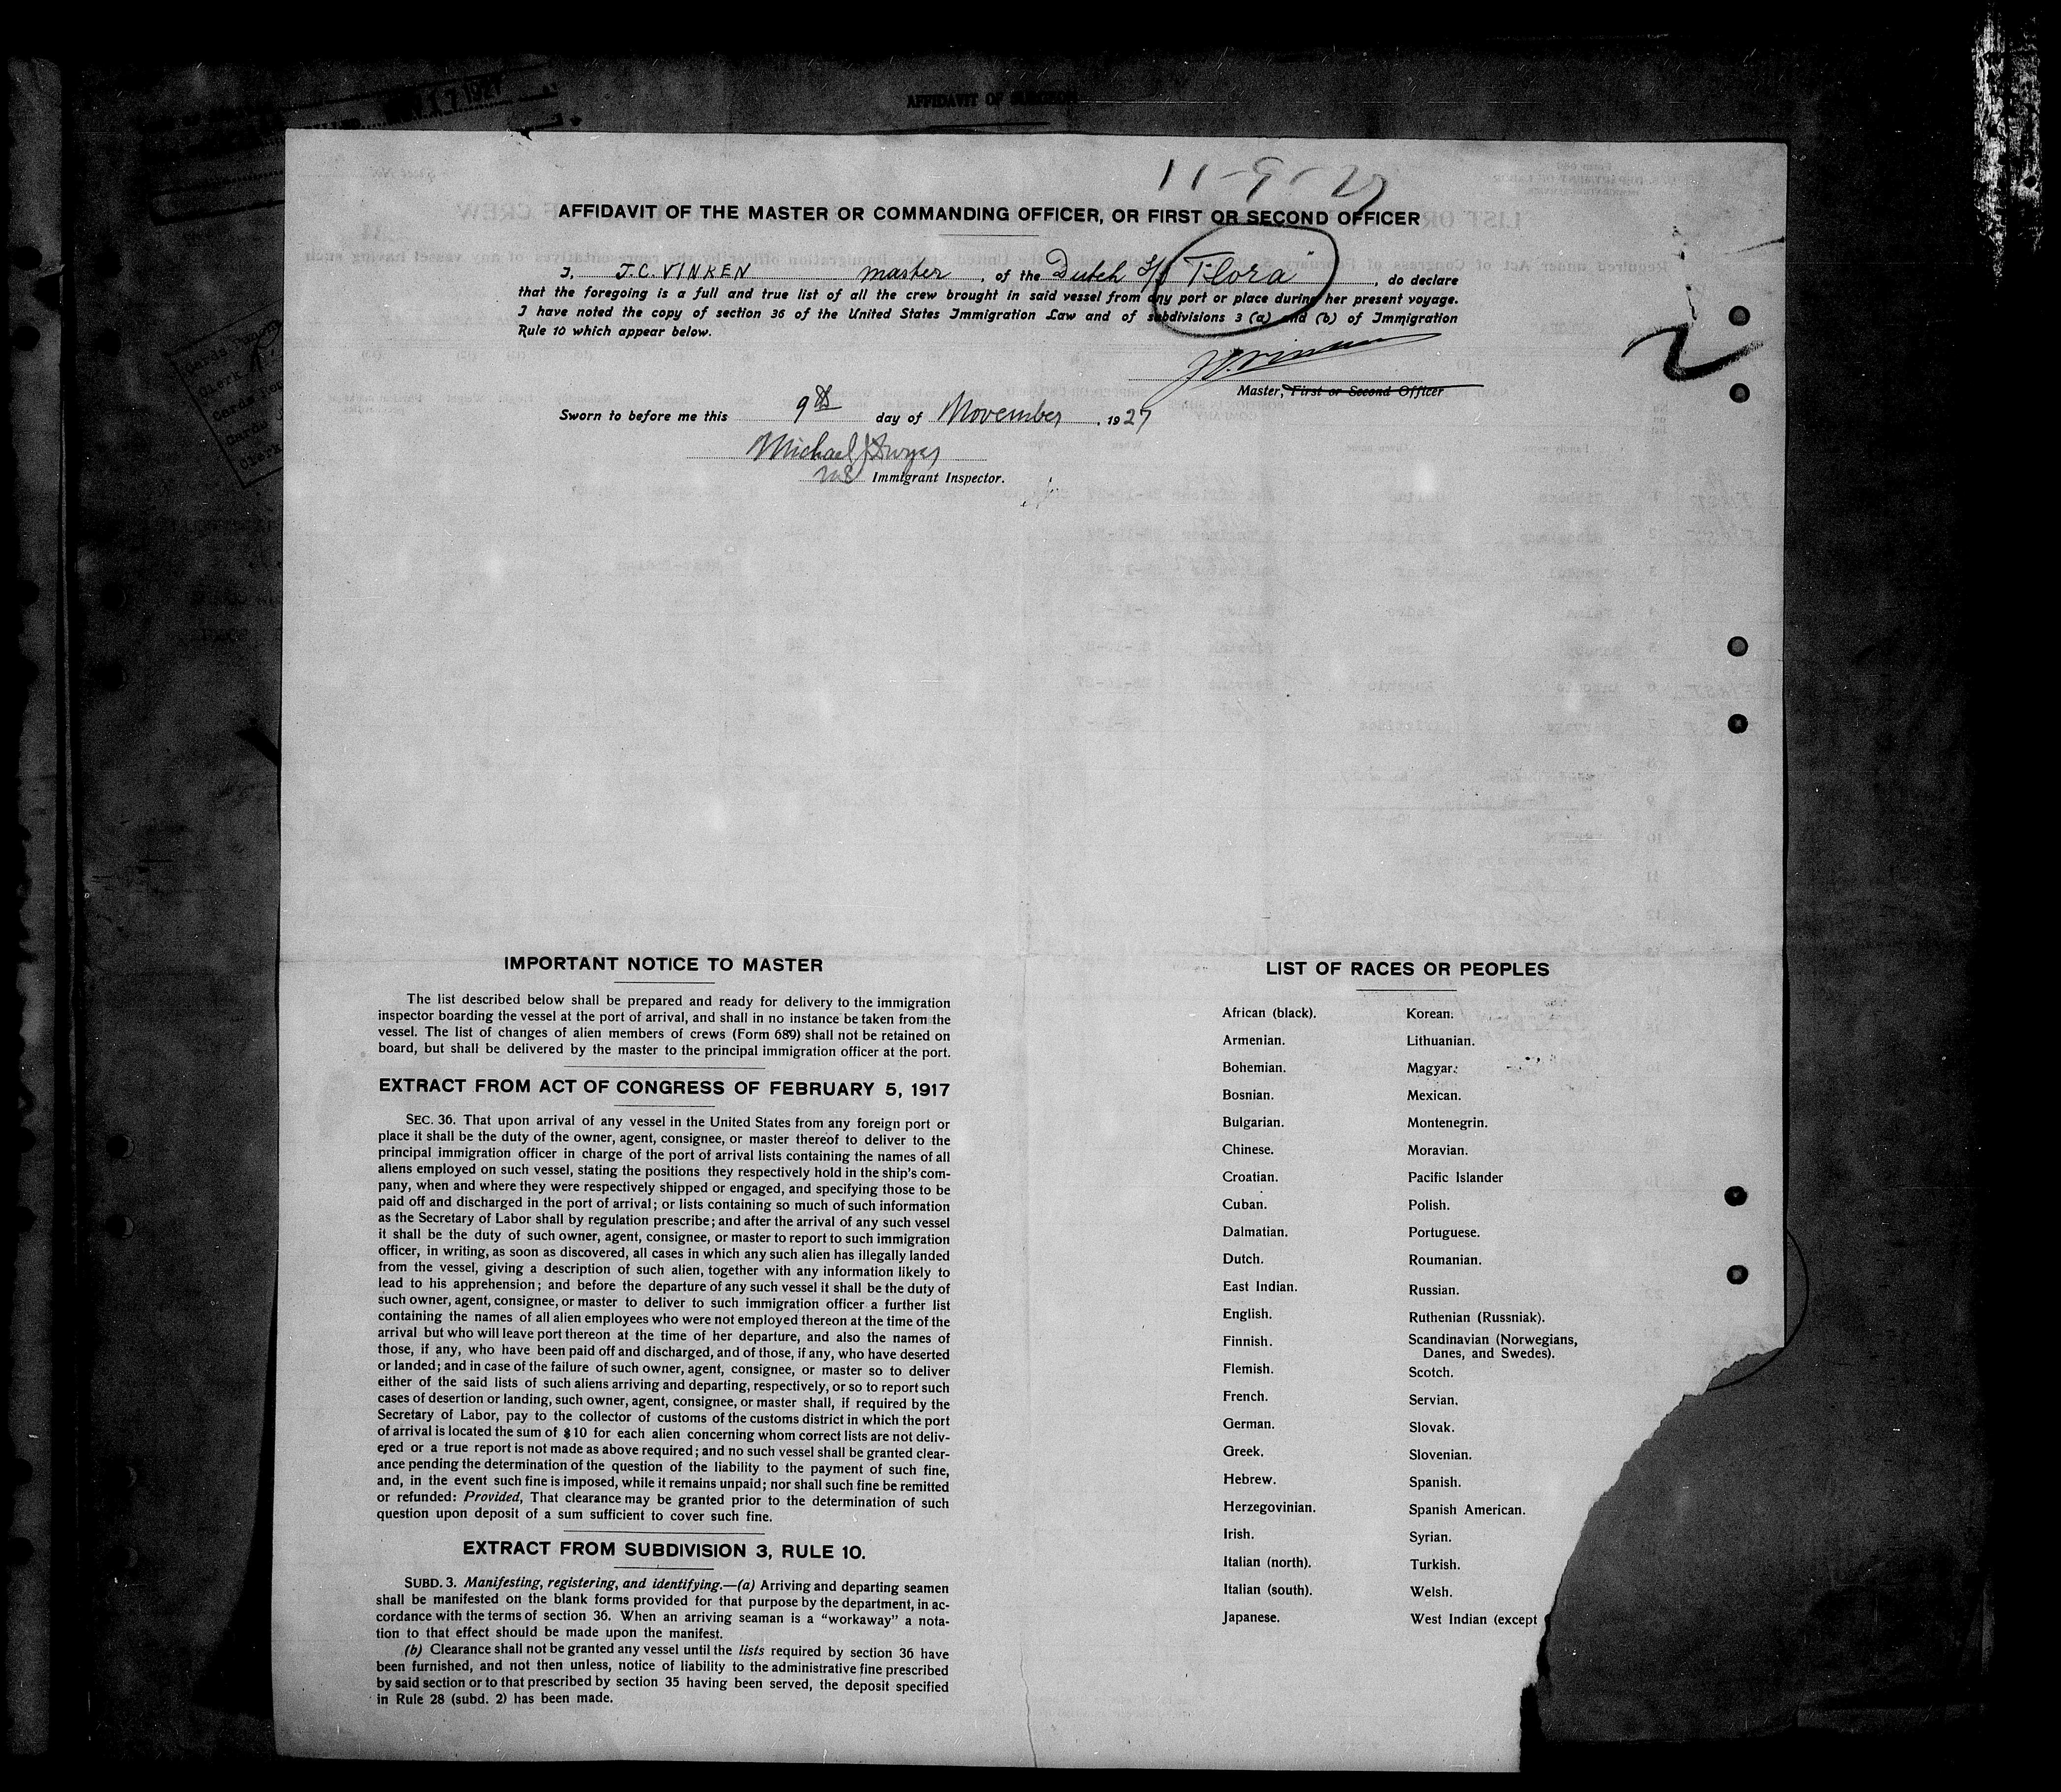 11-9-27
AFFIDAVIT OF THE MASTER OR COMMANDING OFFICER, OR FIRST OR SECOND OFFICER
I, J.C. VINKEN master, of the Dutch S/S "Flora", do declare
that the foregoing is a full and true list of all the crew brought in said vessel from any port or place during her present voyage.
I have noted the copy of section 36 of the United States Immigration Law and of subdivisions 3 (a) and (b) of Immigration
Rule 10 which appear below.
2
Master, First or Second Officer
Sworn to before me this 9th day of November, 1927
Michael J Dwyer
Immigrant Inspector.
IMPORTANT NOTICE TO MASTER
The list described below shall be prepared and ready for delivery to the immigration
inspector boarding the vessel at the port of arrival, and shall in no instance be taken from the
vessel. The list of changes of alien members of crews (Form 689) shall not be retained on
board, but shall be delivered by the master to the principal immigration officer at the port.
EXTRACT FROM ACT OF CONGRESS OF FEBRUARY 5, 1917
SEC. 36. That upon arrival of any vessel in the United States from any foreign port or
place it shall be the duty of the owner, agent, consignee, or master thereof to deliver to the
principal immigration officer in charge of the port of arrival lists containing the names of all
aliens employed on such vessel, stating the positions they respectively hold in the ship's com-
pany, when and where they were respectively shipped or engaged, and specifying those to be
paid off and discharged in the port of arrival; or lists containing so much of such information
as the Secretary of Labor shall by regulation prescribe; and after the arrival of any such vessel
it shall be the duty of such owner, agent, consignee, or master to report to such immigration
officer, in writing, as soon as discovered, all cases in which any such alien has illegally landed
from the vessel, giving a description of such alien, together with any information likely to
lead to his apprehension; and before the departure of any such vessel it shall be the duty of
such owner, agent, consignee, or master to deliver to such immigration officer a further list
containing the names of all alien employees who were not employed thereon at the time of the
arrival but who will leave port thereon at the time of her departure, and also the names of
those, if any, who have been paid off and discharged, and of those, if any, who have deserted
or landed; and in case of the failure of such owner, agent, consignee, or master so to deliver
either of the said lists of such aliens arriving and departing, respectively, or so to report such
cases of desertion or landing, such owner, agent, consignee, or master shall, if required by the
Secretary of Labor, pay to the collector of customs of the customs district in which the port
of arrival is located the sum of $10 for each alien concerning whom correct lists are not deliv-
ered or a true report is not made as above required; and no such vessel shall be granted clear-
ance pending the determination of the question of the liability to the payment of such fine,
and, in the event such fine is imposed, while it remains unpaid; nor shall such fine be remitted
or refunded: Provided, That clearance may be granted prior to the determination of such
question upon deposit of a sum sufficient to cover such fine.
EXTRACT FROM SUBDIVISION 3, RULE 10.
SUBD. 3. Manifesting, registering, and identifying.—(a) Arriving and departing seamen
shall be manifested on the blank forms provided for that purpose by the department, in ac-
cordance with the terms of section 36. When an arriving seaman is a "workaway" a nota-
tion to that effect should be made upon the manifest.
(b) Clearance shall not be granted any vessel until the lists required by section 36 have
been furnished, and not then unless, notice of liability to the administrative fine prescribed
by said section or to that prescribed by section 35 having been served, the deposit specified
in Rule 28 (subd. 2) has been made.
LIST OF RACES OR PEOPLES
African (black).
Armenian.
Bohemian.
Bosnian.
Bulgarian.
Chinese.
Croatian.
Cuban.
Dalmatian.
Dutch.
East Indian.
English.
Finnish.
Flemish.
French.
German.
Greek.
Hebrew.
Herzegovinian.
Irish.
Italian (north).
Italian (south).
Japanese.
Korean.
Lithuanian.
Magyar.
Mexican.
Montenegrin.
Moravian.
Pacific Islander
Polish.
Portuguese.
Roumanian.
Russian.
Ruthenian (Russniak).
Scandinavian (Norwegians,
Danes, and Swedes).
Scotch.
Servian.
Slovak.
Slovenian.
Spanish.
Spanish American.
Syrian.
Turkish.
Welsh.
West Indian (except